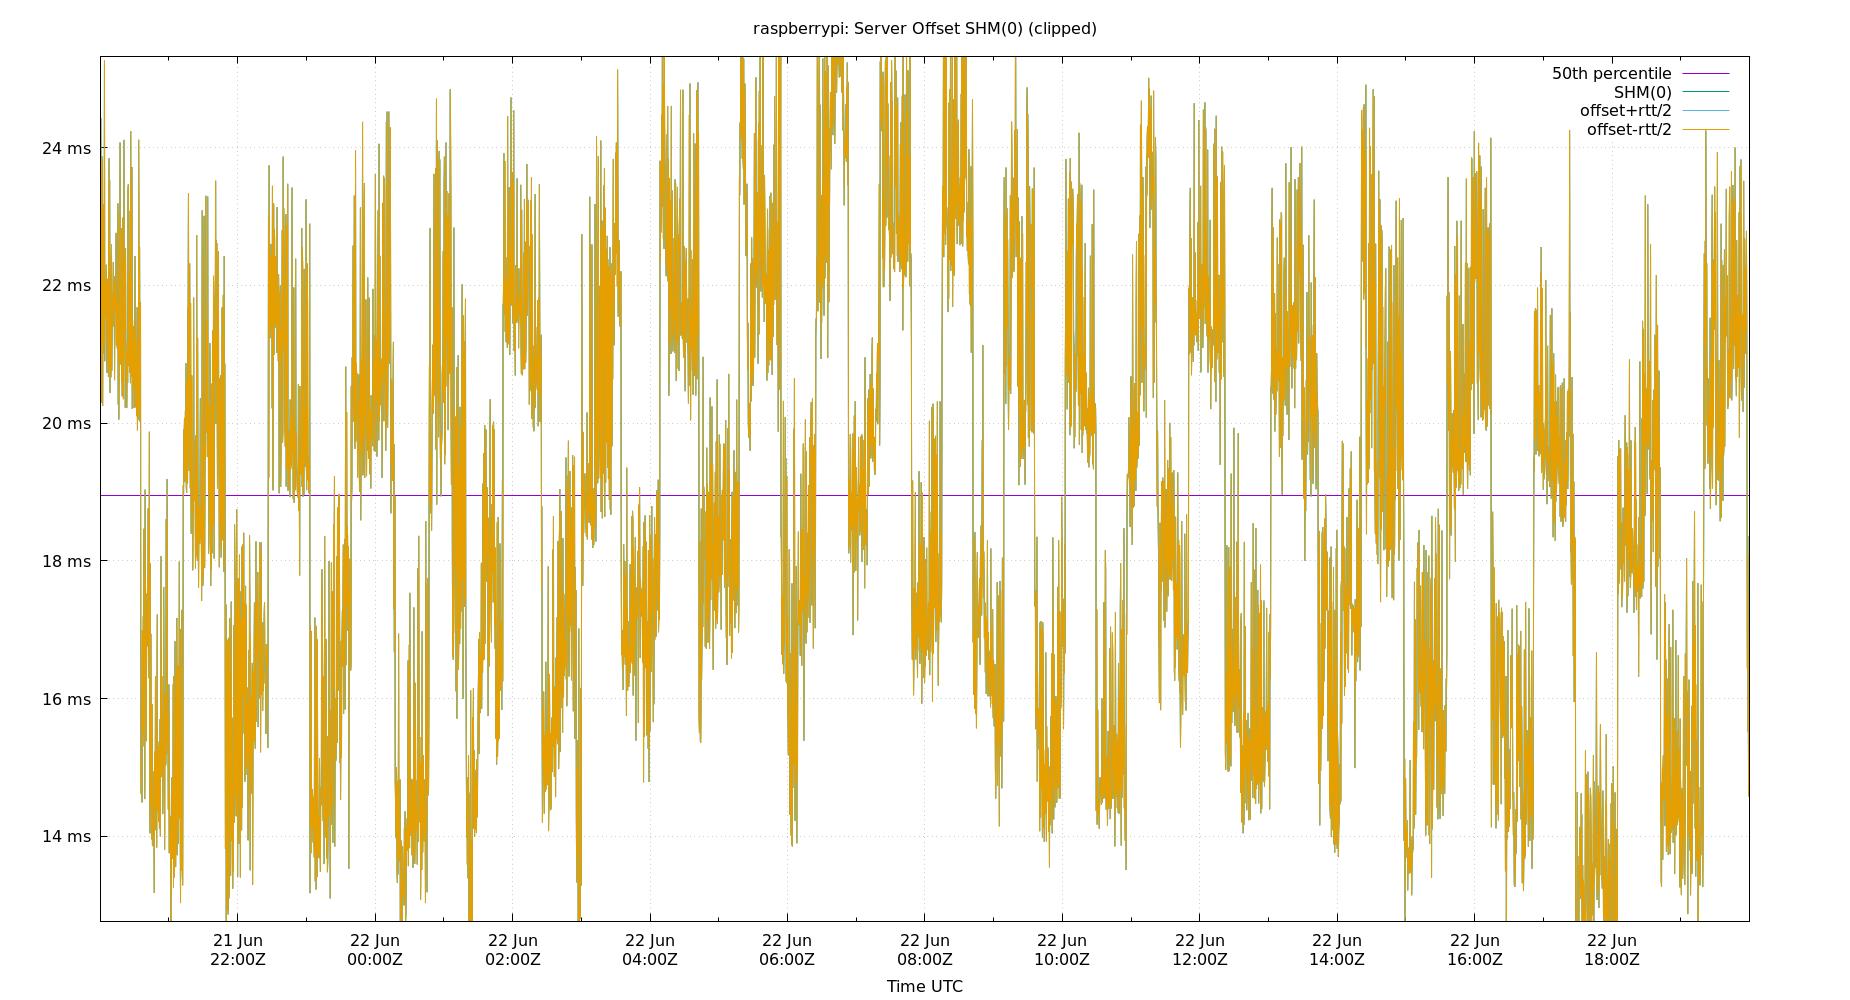 raspberrypi: Server Offset SHM(0) (clipped)
50th percentile
SHM(0)
offset+rtt/2
offset-rtt/2
24 ms
22 ms
20 ms
18 ms
16 ms
14 ms
21 Jun 22 Jun 22 Jun 22 Jun 22 Jun 22 Jun 22 Jun 22 Jun 22 Jun 22 Jun 22 Jun
22:00Z 00:00Z 02:00Z 04:00Z 06:00Z 08:00Z 10:00Z 12:00Z 14:00Z 16:00Z 18:00Z
Time UTC